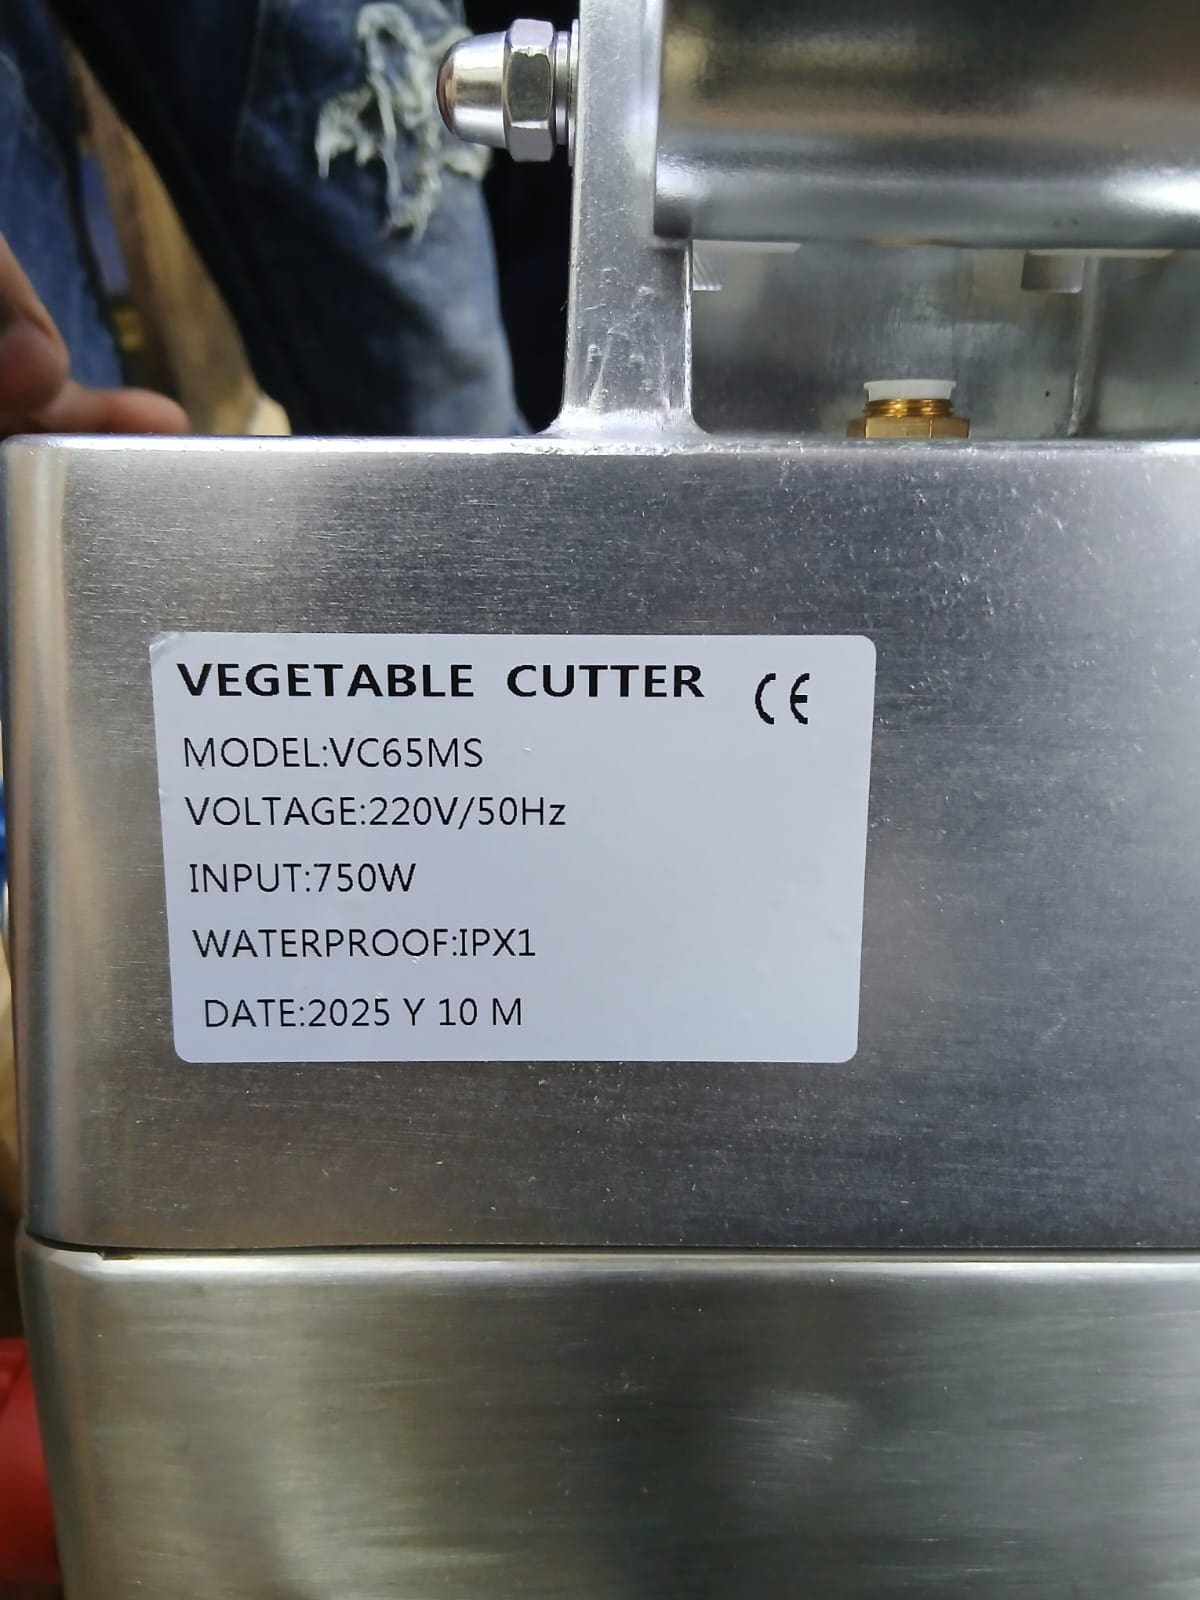 VEGETABLE CUTTER CE
MODEL:VC65MS
VOLTAGE:220V/50Hz
INPUT:750W
WATERPROOF:IPX1
DATE:2025 Y 10 M